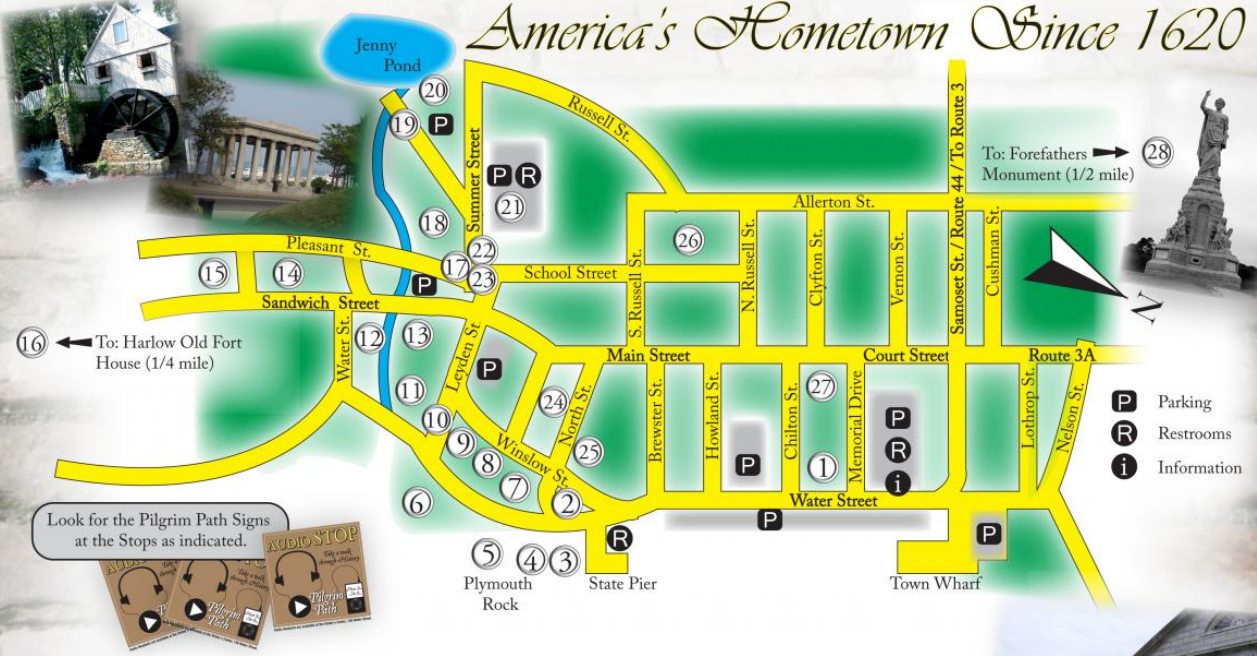 America's Hometown Since 1620
Jenny
Pond
20
19
P
Russell St.
Summer Street
P R
21
18
To: Forefathers
Monument (1/2 mile)
28
Samoset St. / Route 44 / To Route 3
Allerton St.
26
Pleasant St.
22
17
23
School Street
15
14
P
S. Russell St.
N. Russell St.
Clyfton St.
Vernon St.
Cushman St.
N
Sandwich Street
16
To: Harlow Old Fort
House (1/4 mile)
Water St.
12
13
Leyden St.
P
Main Street
Court Street
Route 3A
11
10
24
North St.
Brewster St.
Howland St.
Chilton St.
27
Memorial Drive
P
R
i
Lothrop St.
Nelson St.
P Parking
R Restrooms
i Information
9
8
7
Winslow St.
25
P
1
6
2
Water Street
P
5
4
3
R
P
Plymouth
Rock
State Pier
Town Wharf
Look for the Pilgrim Path Signs
at the Stops as indicated.
AUDIO STOP
Take a walk
through History
Pilgrim
Path